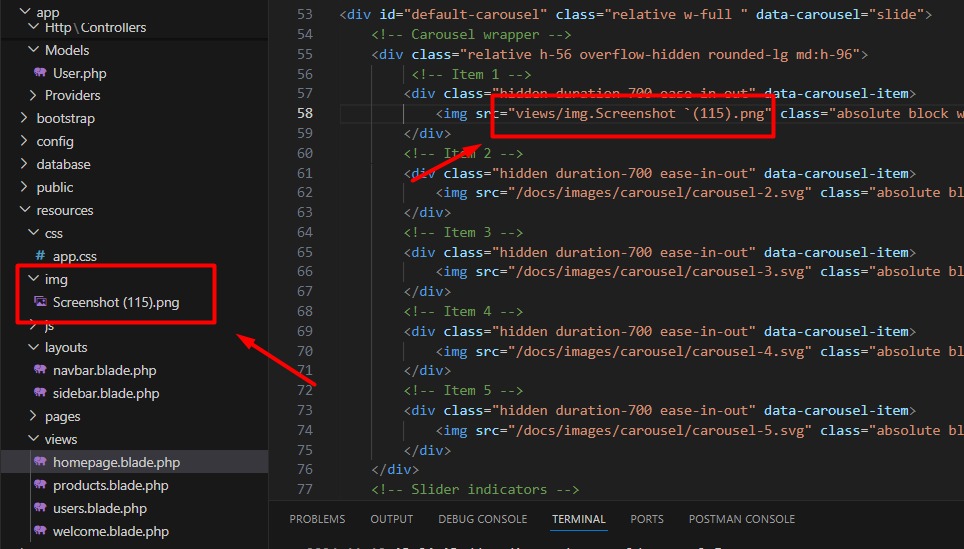 app
Http\Controllers
Models
User.php
Providers
bootstrap
config
database
public
resources
css
# app.css
img
Screenshot (115).png
js
layouts
navbar.blade.php
sidebar.blade.php
pages
views
homepage.blade.php
products.blade.php
users.blade.php
welcome.blade.php
53 <div id="default-carousel" class="relative w-full " data-carousel="slide">
54 <!-- Carousel wrapper -->
55 <div class="relative h-56 overflow-hidden rounded-lg md:h-96">
56 <!-- Item 1 -->
57 <div class="hidden duration-700 ease-in-out" data-carousel-item>
58 <img src="views/img.Screenshot `(115).png" class="absolute block w
59 </div>
60 <!-- Item 2 -->
61 <div class="hidden duration-700 ease-in-out" data-carousel-item>
62 <img src="/docs/images/carousel/carousel-2.svg" class="absolute bl
63 </div>
64 <!-- Item 3 -->
65 <div class="hidden duration-700 ease-in-out" data-carousel-item>
66 <img src="/docs/images/carousel/carousel-3.svg" class="absolute bl
67 </div>
68 <!-- Item 4 -->
69 <div class="hidden duration-700 ease-in-out" data-carousel-item>
70 <img src="/docs/images/carousel/carousel-4.svg" class="absolute bl
71 </div>
72 <!-- Item 5 -->
73 <div class="hidden duration-700 ease-in-out" data-carousel-item>
74 <img src="/docs/images/carousel/carousel-5.svg" class="absolute bl
75 </div>
76 </div>
77 <!-- Slider indicators -->
PROBLEMS OUTPUT DEBUG CONSOLE TERMINAL PORTS POSTMAN CONSOLE